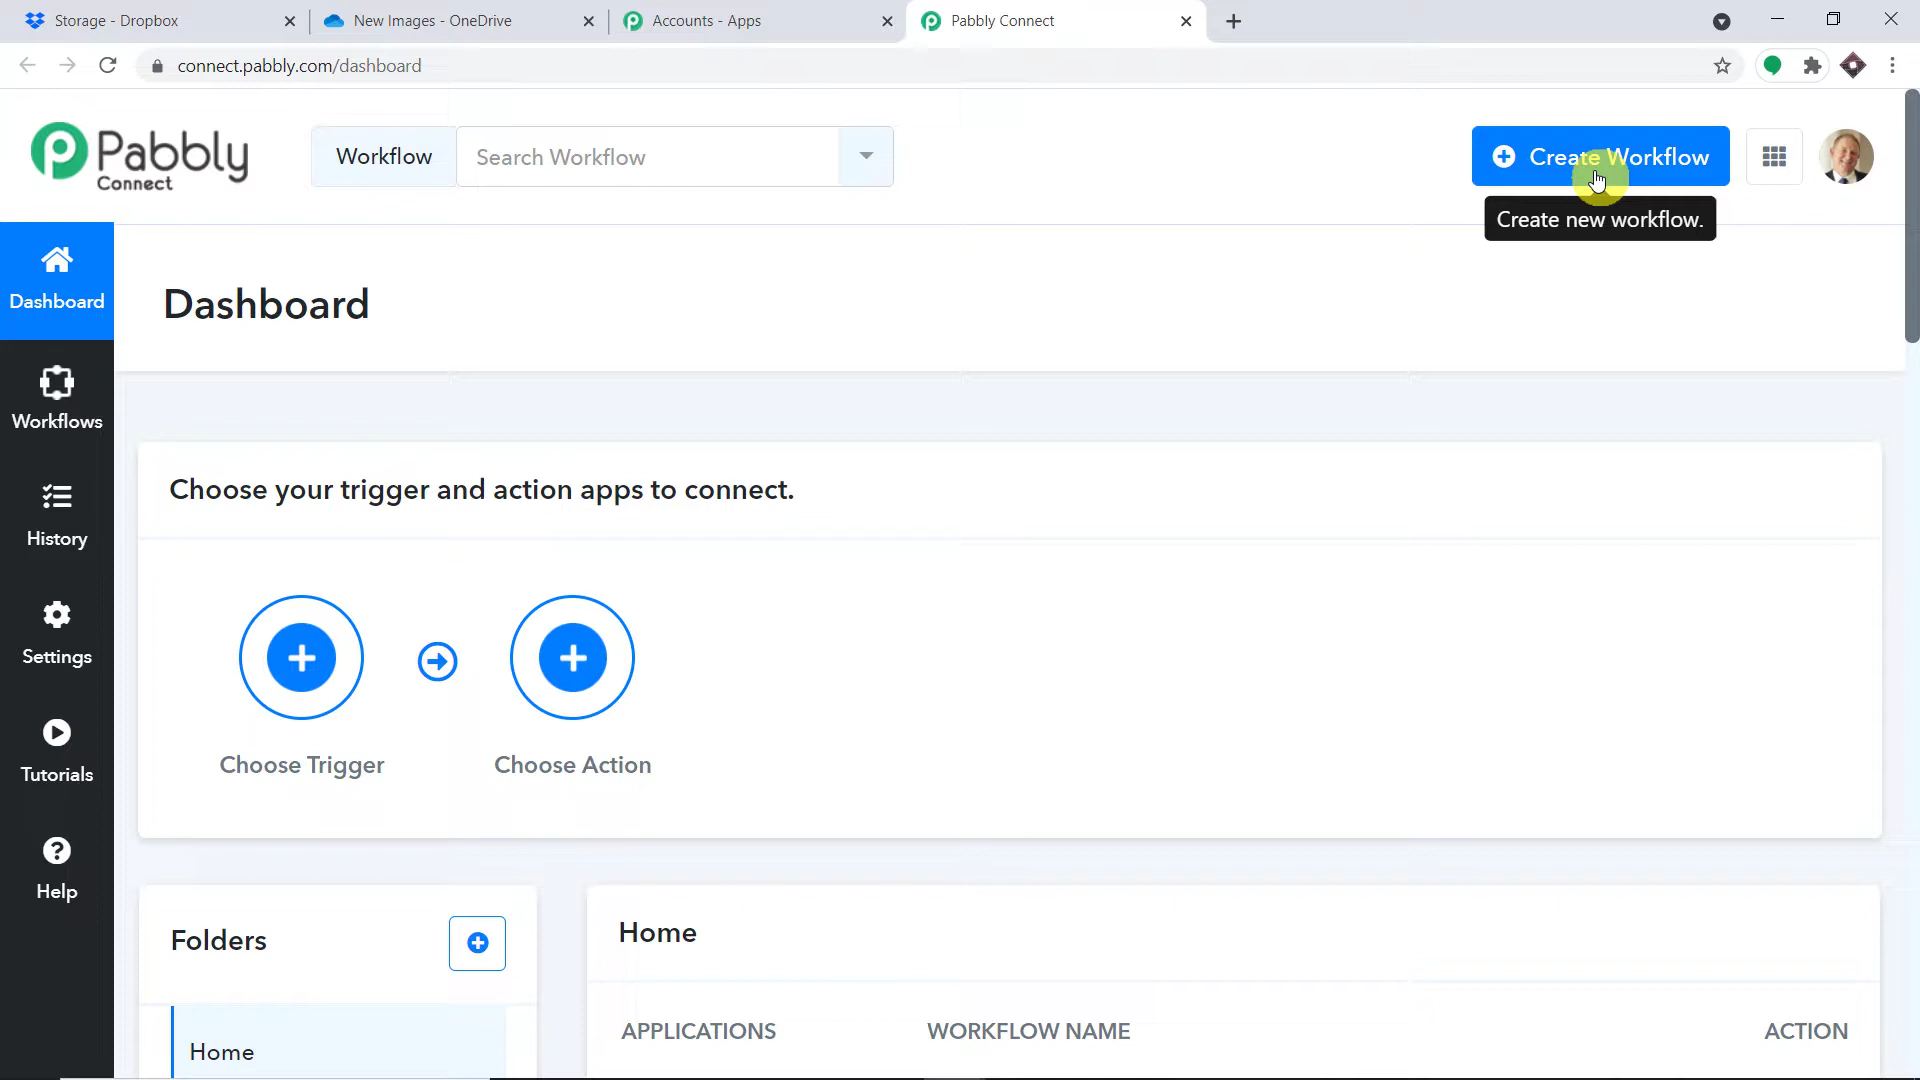 Storage - Dropbox
New Images - OneDrive
Accounts - Apps
Pabbly Connect
connect.pabbly.com/dashboard
Pabbly
Connect
Workflow
Search Workflow
Create Workflow
Create new workflow.
Dashboard
Workflows
History
Settings
Tutorials
Help
Dashboard
Choose your trigger and action apps to connect.
Choose Trigger
Choose Action
Folders
Home
Home
APPLICATIONS
WORKFLOW NAME
ACTION